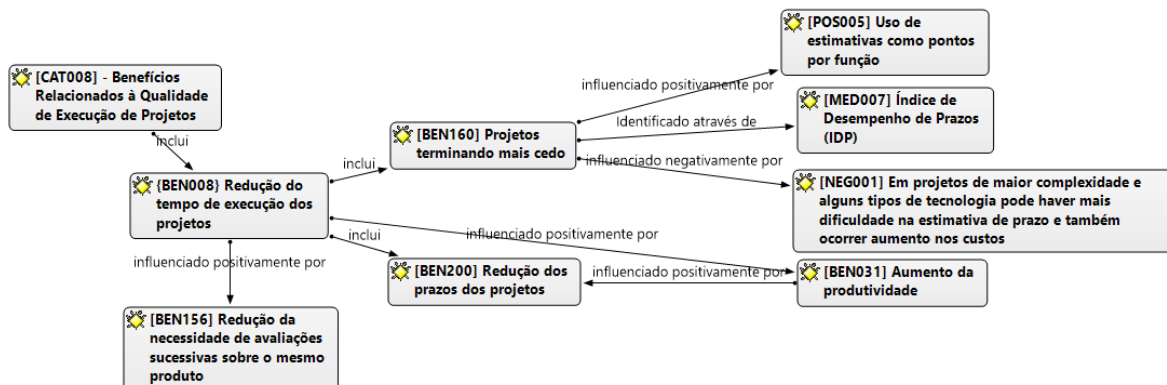 [CAT008] - Benefícios
Relacionados à Qualidade
de Execução de Projetos
inclui
{BEN008} Redução do
tempo de execução dos
projetos
influenciado positivamente por
[BEN156] Redução da
necessidade de avaliações
sucessivas sobre o mesmo
produto
inclui
[BEN160] Projetos
terminando mais cedo
influenciado positivamente por
[POS005] Uso de
estimativas como pontos
por função
Identificado através de
[MED007] Índice de
Desempenho de Prazos
(IDP)
influenciado negativamente por
[NEG001] Em projetos de maior complexidade e
alguns tipos de tecnologia pode haver mais
dificuldade na estimativa de prazo e também
ocorrer aumento nos custos
influenciado positivamente por
inclui
[BEN200] Redução dos
prazos dos projetos
influenciado positivamente por
[BEN031] Aumento da
produtividade